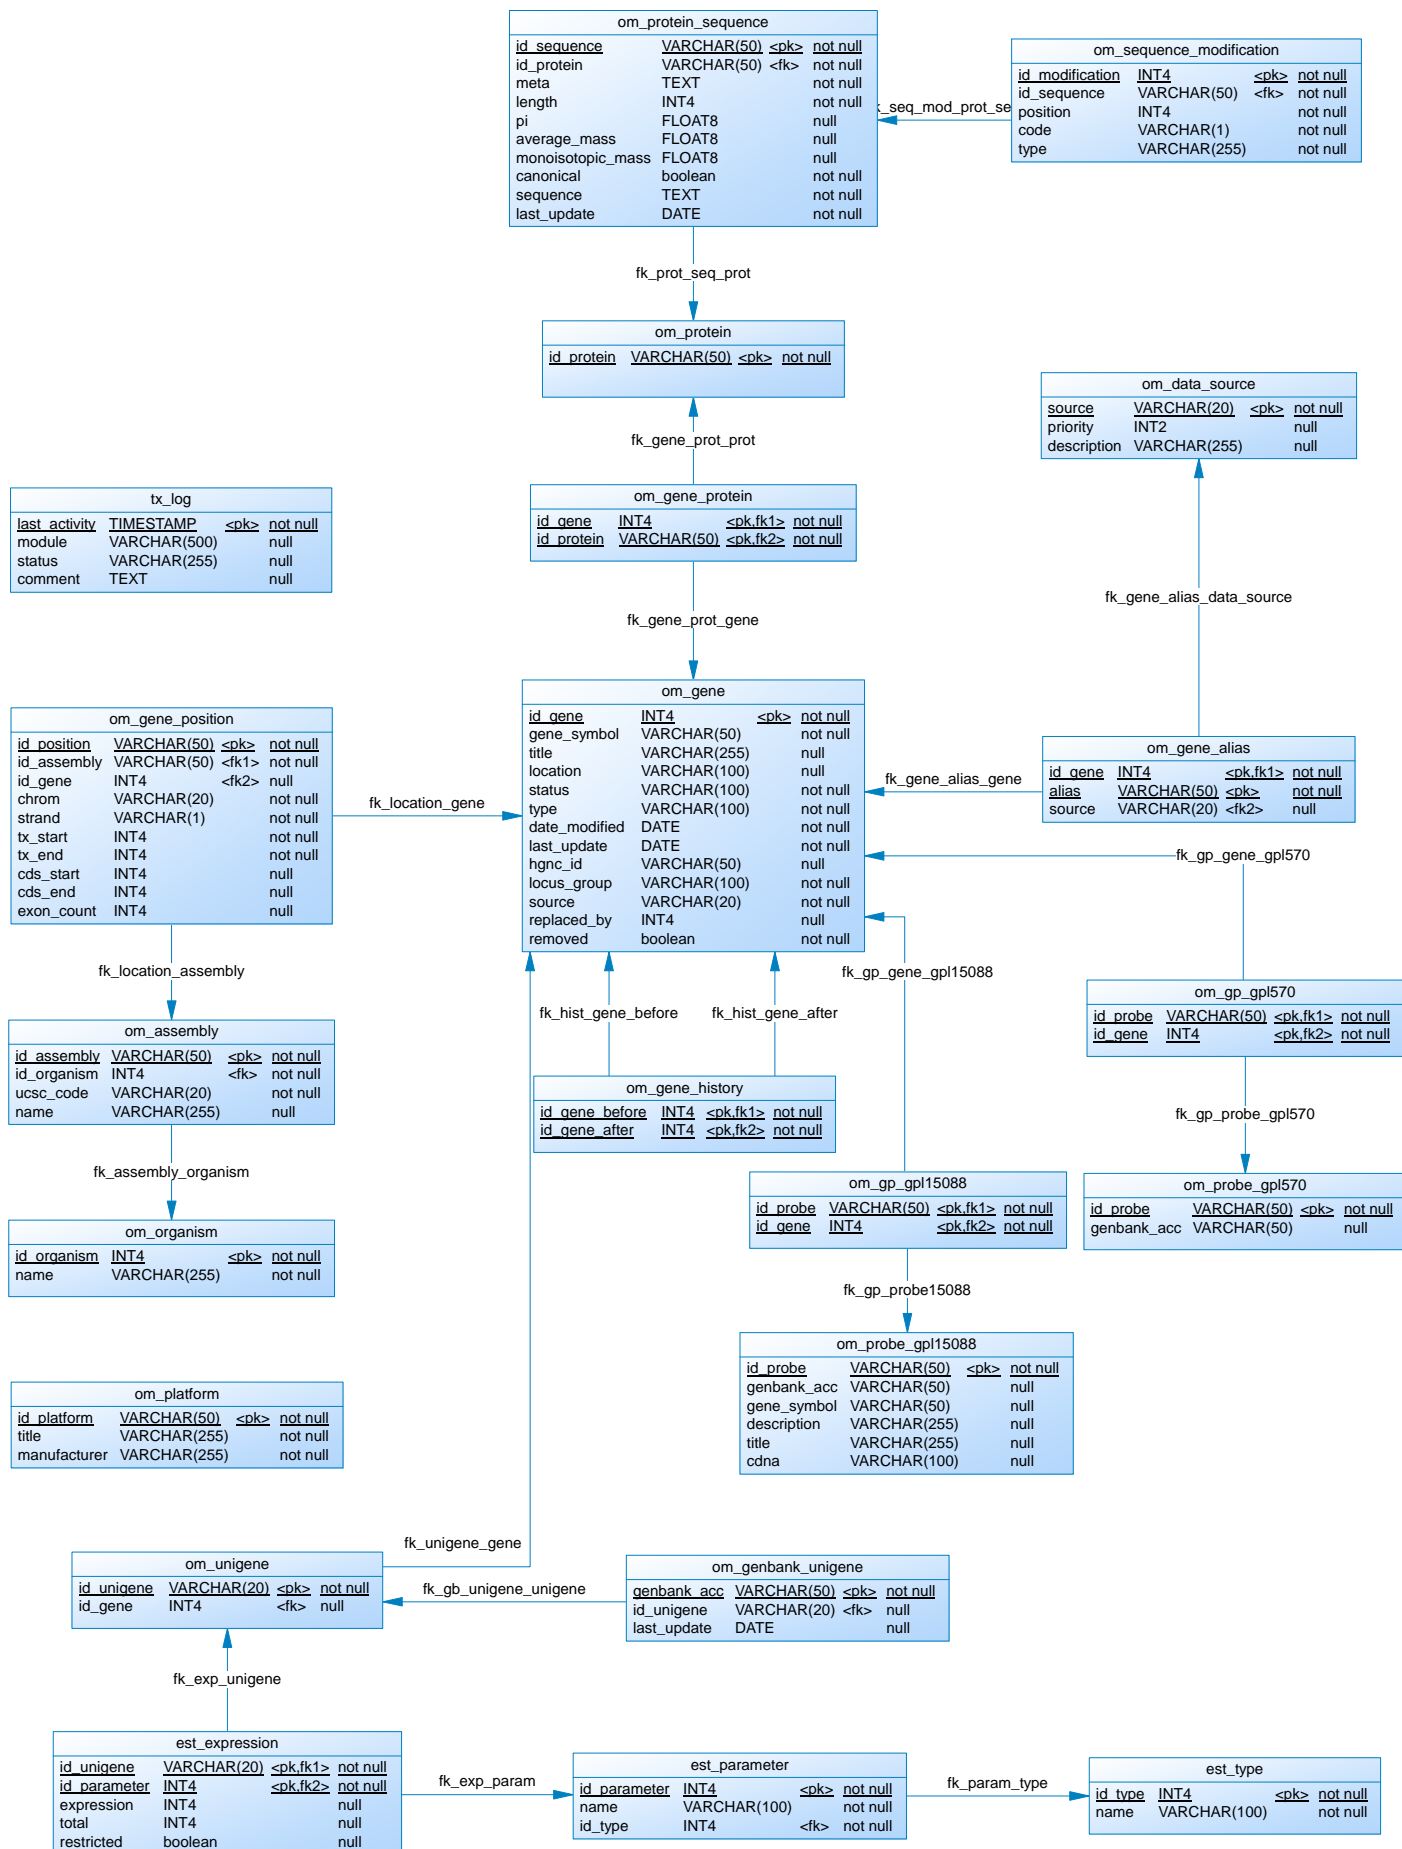 om_protein_sequence
id_sequence VARCHAR(50) <pk> not null
id_protein VARCHAR(50) <fk> not null
meta TEXT not null
length INT4 not null
pi FLOAT8 null
average_mass FLOAT8 null
monoisotopic_mass FLOAT8 null
canonical boolean not null
sequence TEXT not null
last_update DATE not null
om_sequence_modification
id_modification INT4 <pk> not null
id_sequence VARCHAR(50) <fk> not null
position INT4 not null
code VARCHAR(1) not null
type VARCHAR(255) not null
k_seq_mod_prot_se
fk_prot_seq_prot
om_protein
id_protein VARCHAR(50) <pk> not null
om_data_source
source VARCHAR(20) <pk> not null
priority INT2 null
description VARCHAR(255) null
fk_gene_prot_prot
tx_log
last_activity TIMESTAMP <pk> not null
module VARCHAR(500) null
status VARCHAR(255) null
comment TEXT null
om_gene_protein
id_gene INT4 <pk,fk1> not null
id_protein VARCHAR(50) <pk,fk2> not null
fk_gene_alias_data_source
fk_gene_prot_gene
om_gene
id_gene INT4 <pk> not null
gene_symbol VARCHAR(50) not null
title VARCHAR(255) null
location VARCHAR(100) null
status VARCHAR(100) not null
type VARCHAR(100) not null
date_modified DATE not null
last_update DATE not null
hgnc_id VARCHAR(50) null
locus_group VARCHAR(100) not null
source VARCHAR(20) not null
replaced_by INT4 null
removed boolean not null
om_gene_position
id_position VARCHAR(50) <pk> not null
id_assembly VARCHAR(50) <fk1> not null
id_gene INT4 <fk2> null
chrom VARCHAR(20) not null
strand VARCHAR(1) not null
tx_start INT4 not null
tx_end INT4 not null
cds_start INT4 null
cds_end INT4 null
exon_count INT4 null
fk_location_gene
om_gene_alias
id_gene INT4 <pk,fk1> not null
alias VARCHAR(50) <pk> not null
source VARCHAR(20) <fk2> null
fk_gene_alias_gene
fk_gp_gene_gpl570
fk_location_assembly
fk_gp_gene_gpl15088
om_gp_gpl570
id_probe VARCHAR(50) <pk,fk1> not null
id_gene INT4 <pk,fk2> not null
fk_hist_gene_before
fk_hist_gene_after
om_assembly
id_assembly VARCHAR(50) <pk> not null
id_organism INT4 <fk> not null
ucsc_code VARCHAR(20) not null
name VARCHAR(255) null
om_gene_history
id_gene_before INT4 <pk,fk1> not null
id_gene_after INT4 <pk,fk2> not null
fk_gp_probe_gpl570
fk_assembly_organism
om_gp_gpl15088
id_probe VARCHAR(50) <pk,fk1> not null
id_gene INT4 <pk,fk2> not null
om_probe_gpl570
id_probe VARCHAR(50) <pk> not null
genbank_acc VARCHAR(50) null
om_organism
id_organism INT4 <pk> not null
name VARCHAR(255) not null
fk_gp_probe15088
om_probe_gpl15088
id_probe VARCHAR(50) <pk> not null
genbank_acc VARCHAR(50) null
gene_symbol VARCHAR(50) null
description VARCHAR(255) null
title VARCHAR(255) null
cdna VARCHAR(100) null
om_platform
id_platform VARCHAR(50) <pk> not null
title VARCHAR(255) not null
manufacturer VARCHAR(255) not null
fk_unigene_gene
om_unigene
id_unigene VARCHAR(20) <pk> not null
id_gene INT4 <fk> null
fk_gb_unigene_unigene
om_genbank_unigene
genbank_acc VARCHAR(50) <pk> not null
id_unigene VARCHAR(20) <fk> null
last_update DATE null
fk_exp_unigene
est_expression
id_unigene VARCHAR(20) <pk,fk1> not null
id_parameter INT4 <pk,fk2> not null
expression INT4 null
total INT4 null
restricted boolean null
fk_exp_param
est_parameter
id_parameter INT4 <pk> not null
name VARCHAR(100) not null
id_type INT4 <fk> not null
fk_param_type
est_type
id_type INT4 <pk> not null
name VARCHAR(100) not null